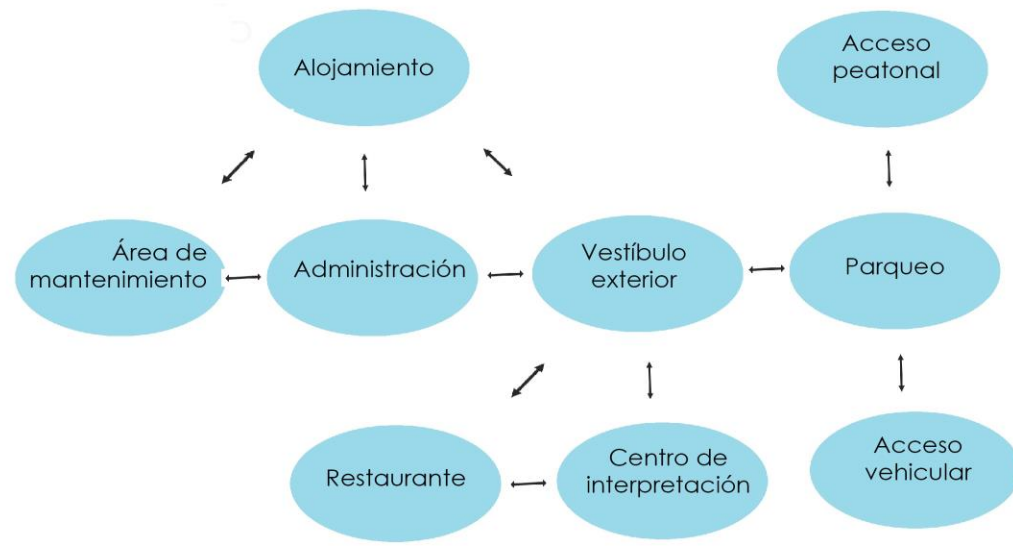 Alojamiento
Acceso
peatonal
Área de
mantenimiento
Administración
Vestíbulo
exterior
Parqueo
Restaurante
Centro de
interpretación
Acceso
vehicular